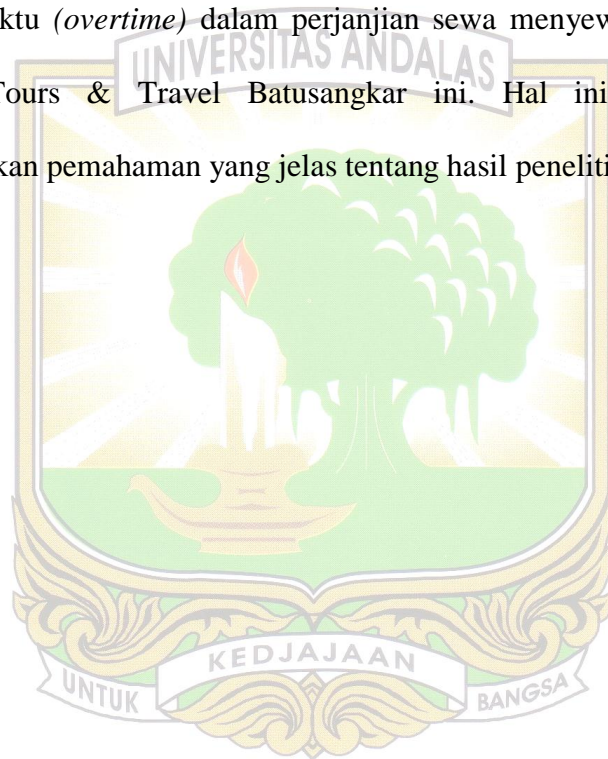 ktu (overtime) dalam perjanjian sewa menyew
UNIVERSITAS ANDALAS
Tours & Travel Batusangkar ini. Hal ini
kan pemahaman yang jelas tentang hasil peneliti
KEDJAJAAN
UNTUK BANGSA